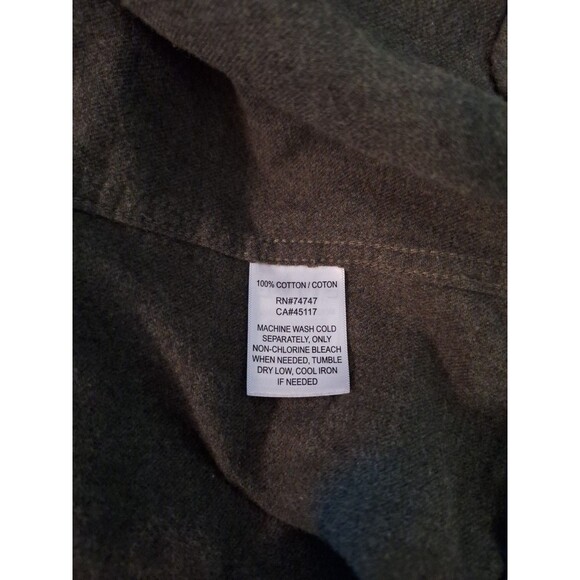 100% COTTON / COTON
RN#74747
CA#45117
MACHINE WASH COLD
SEPARATELY, ONLY
NON-CHLORINE BLEACH
WHEN NEEDED, TUMBLE
DRY LOW, COOL IRON
IF NEEDED